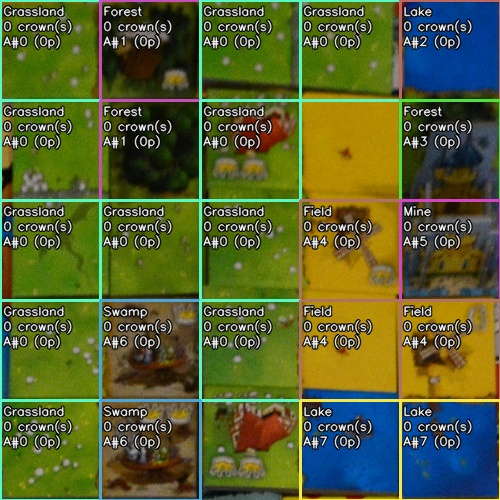 Grassland
0 crown(s)
A#0 (0p)
Forest
0 crown(s)
A#1 (0p)
Grassland
0 crown(s)
A#0 (0p)
Grassland
0 crown(s)
A#0 (0p)
Lake
0 crown(s)
A#2 (0p)
Grassland
0 crown(s)
A#0 (0p)
Forest
0 crown(s)
A#1 (0p)
Grassland
0 crown(s)
A#0 (0p)
Forest
0 crown(s)
A#3 (0p)
Grassland
0 crown(s)
A#0 (0p)
Grassland
0 crown(s)
A#0 (0p)
Grassland
0 crown(s)
A#0 (0p)
Field
0 crown(s)
A#4 (0p)
Mine
0 crown(s)
A#5 (0p)
Grassland
0 crown(s)
A#0 (0p)
Swamp
0 crown(s)
A#6 (0p)
Grassland
0 crown(s)
A#0 (0p)
Field
0 crown(s)
A#4 (0p)
Field
0 crown(s)
A#4 (0p)
Grassland
0 crown(s)
A#0 (0p)
Swamp
0 crown(s)
A#6 (0p)
Lake
0 crown(s)
A#7 (0p)
Lake
0 crown(s)
A#7 (0p)